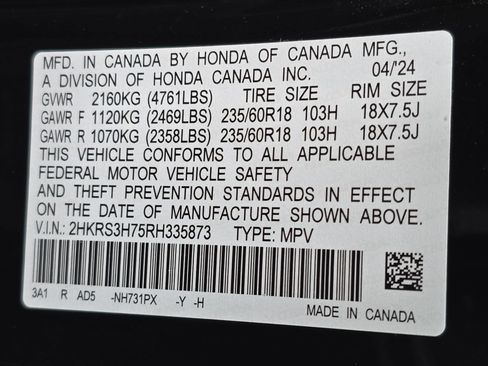 MFD. IN CANADA BY HONDA OF CANADA MFG.,
A DIVISION OF HONDA CANADA INC. 04/'24
GVWR 2160KG (4761LBS) TIRE SIZE RIM SIZE
GAWR F 1120KG (2469LBS) 235/60R18 103H 18X7.5J
GAWR R 1070KG (2358LBS) 235/60R18 103H 18X7.5J
THIS VEHICLE CONFORMS TO ALL APPLICABLE
FEDERAL MOTOR VEHICLE SAFETY
AND THEFT PREVENTION STANDARDS IN EFFECT
ON THE DATE OF MANUFACTURE SHOWN ABOVE.
V.I.N.: 2HKRS3H75RH335873 TYPE: MPV
3A1 R AD5 -NH731PX -Y -H
MADE IN CANADA